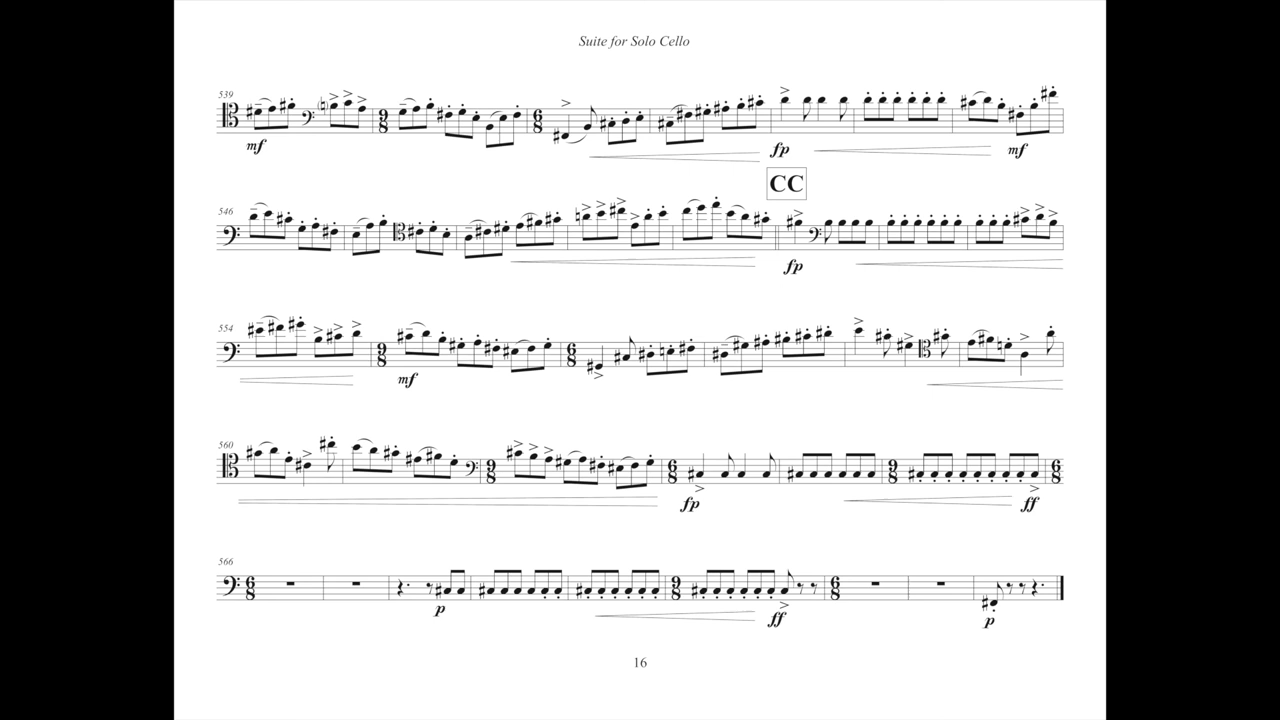 Suite for Solo Cello
539
mf
fp
mf
CC
546
fp
554
mf
560
fp
ff
566
p
ff
p
16